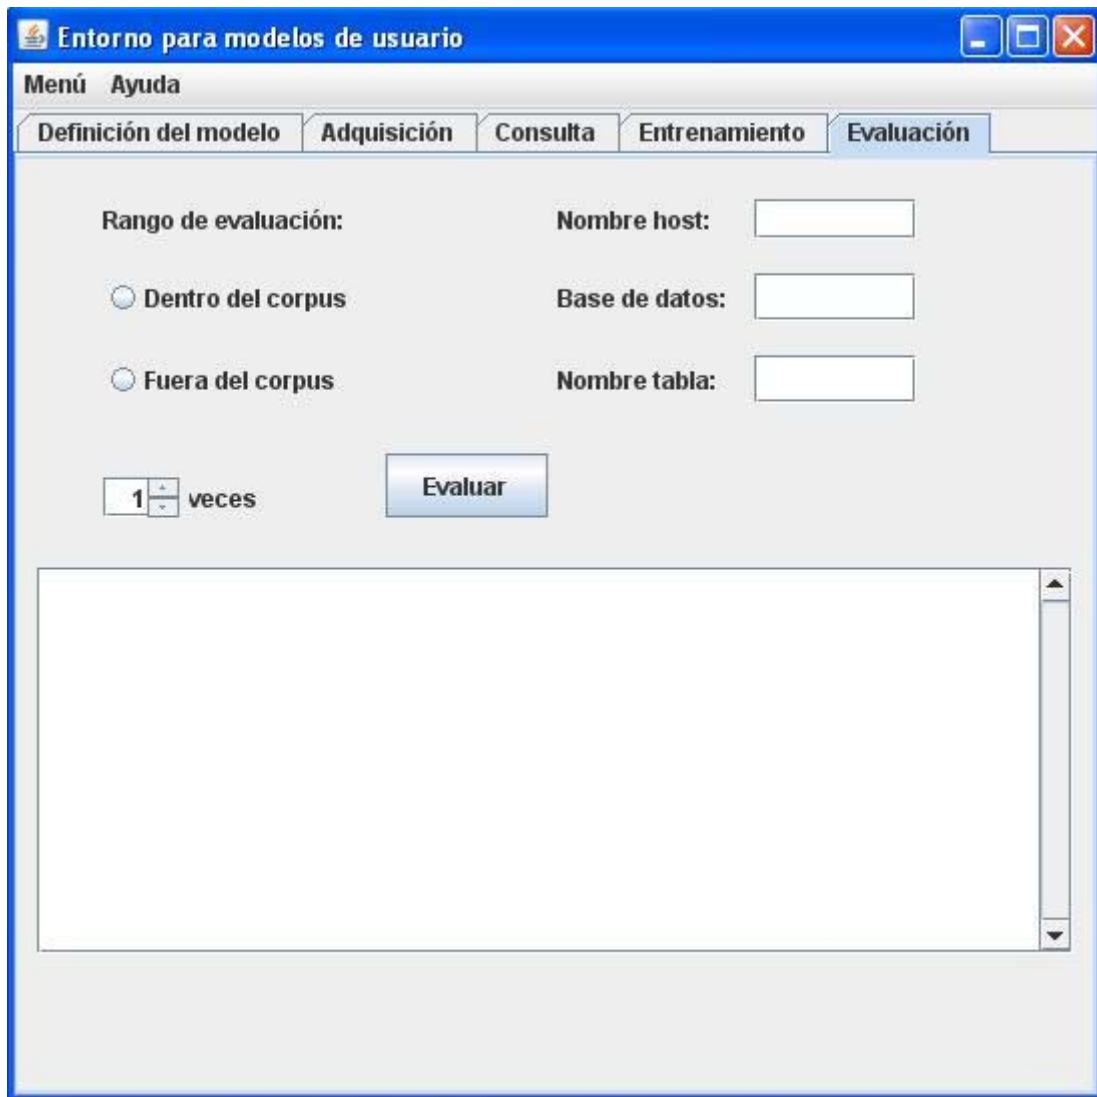 Entorno para modelos de usuario
Menú Ayuda
Definición del modelo Adquisición Consulta Entrenamiento Evaluación
Rango de evaluación: Nombre host:
Dentro del corpus Base de datos:
Fuera del corpus Nombre tabla:
1 veces Evaluar